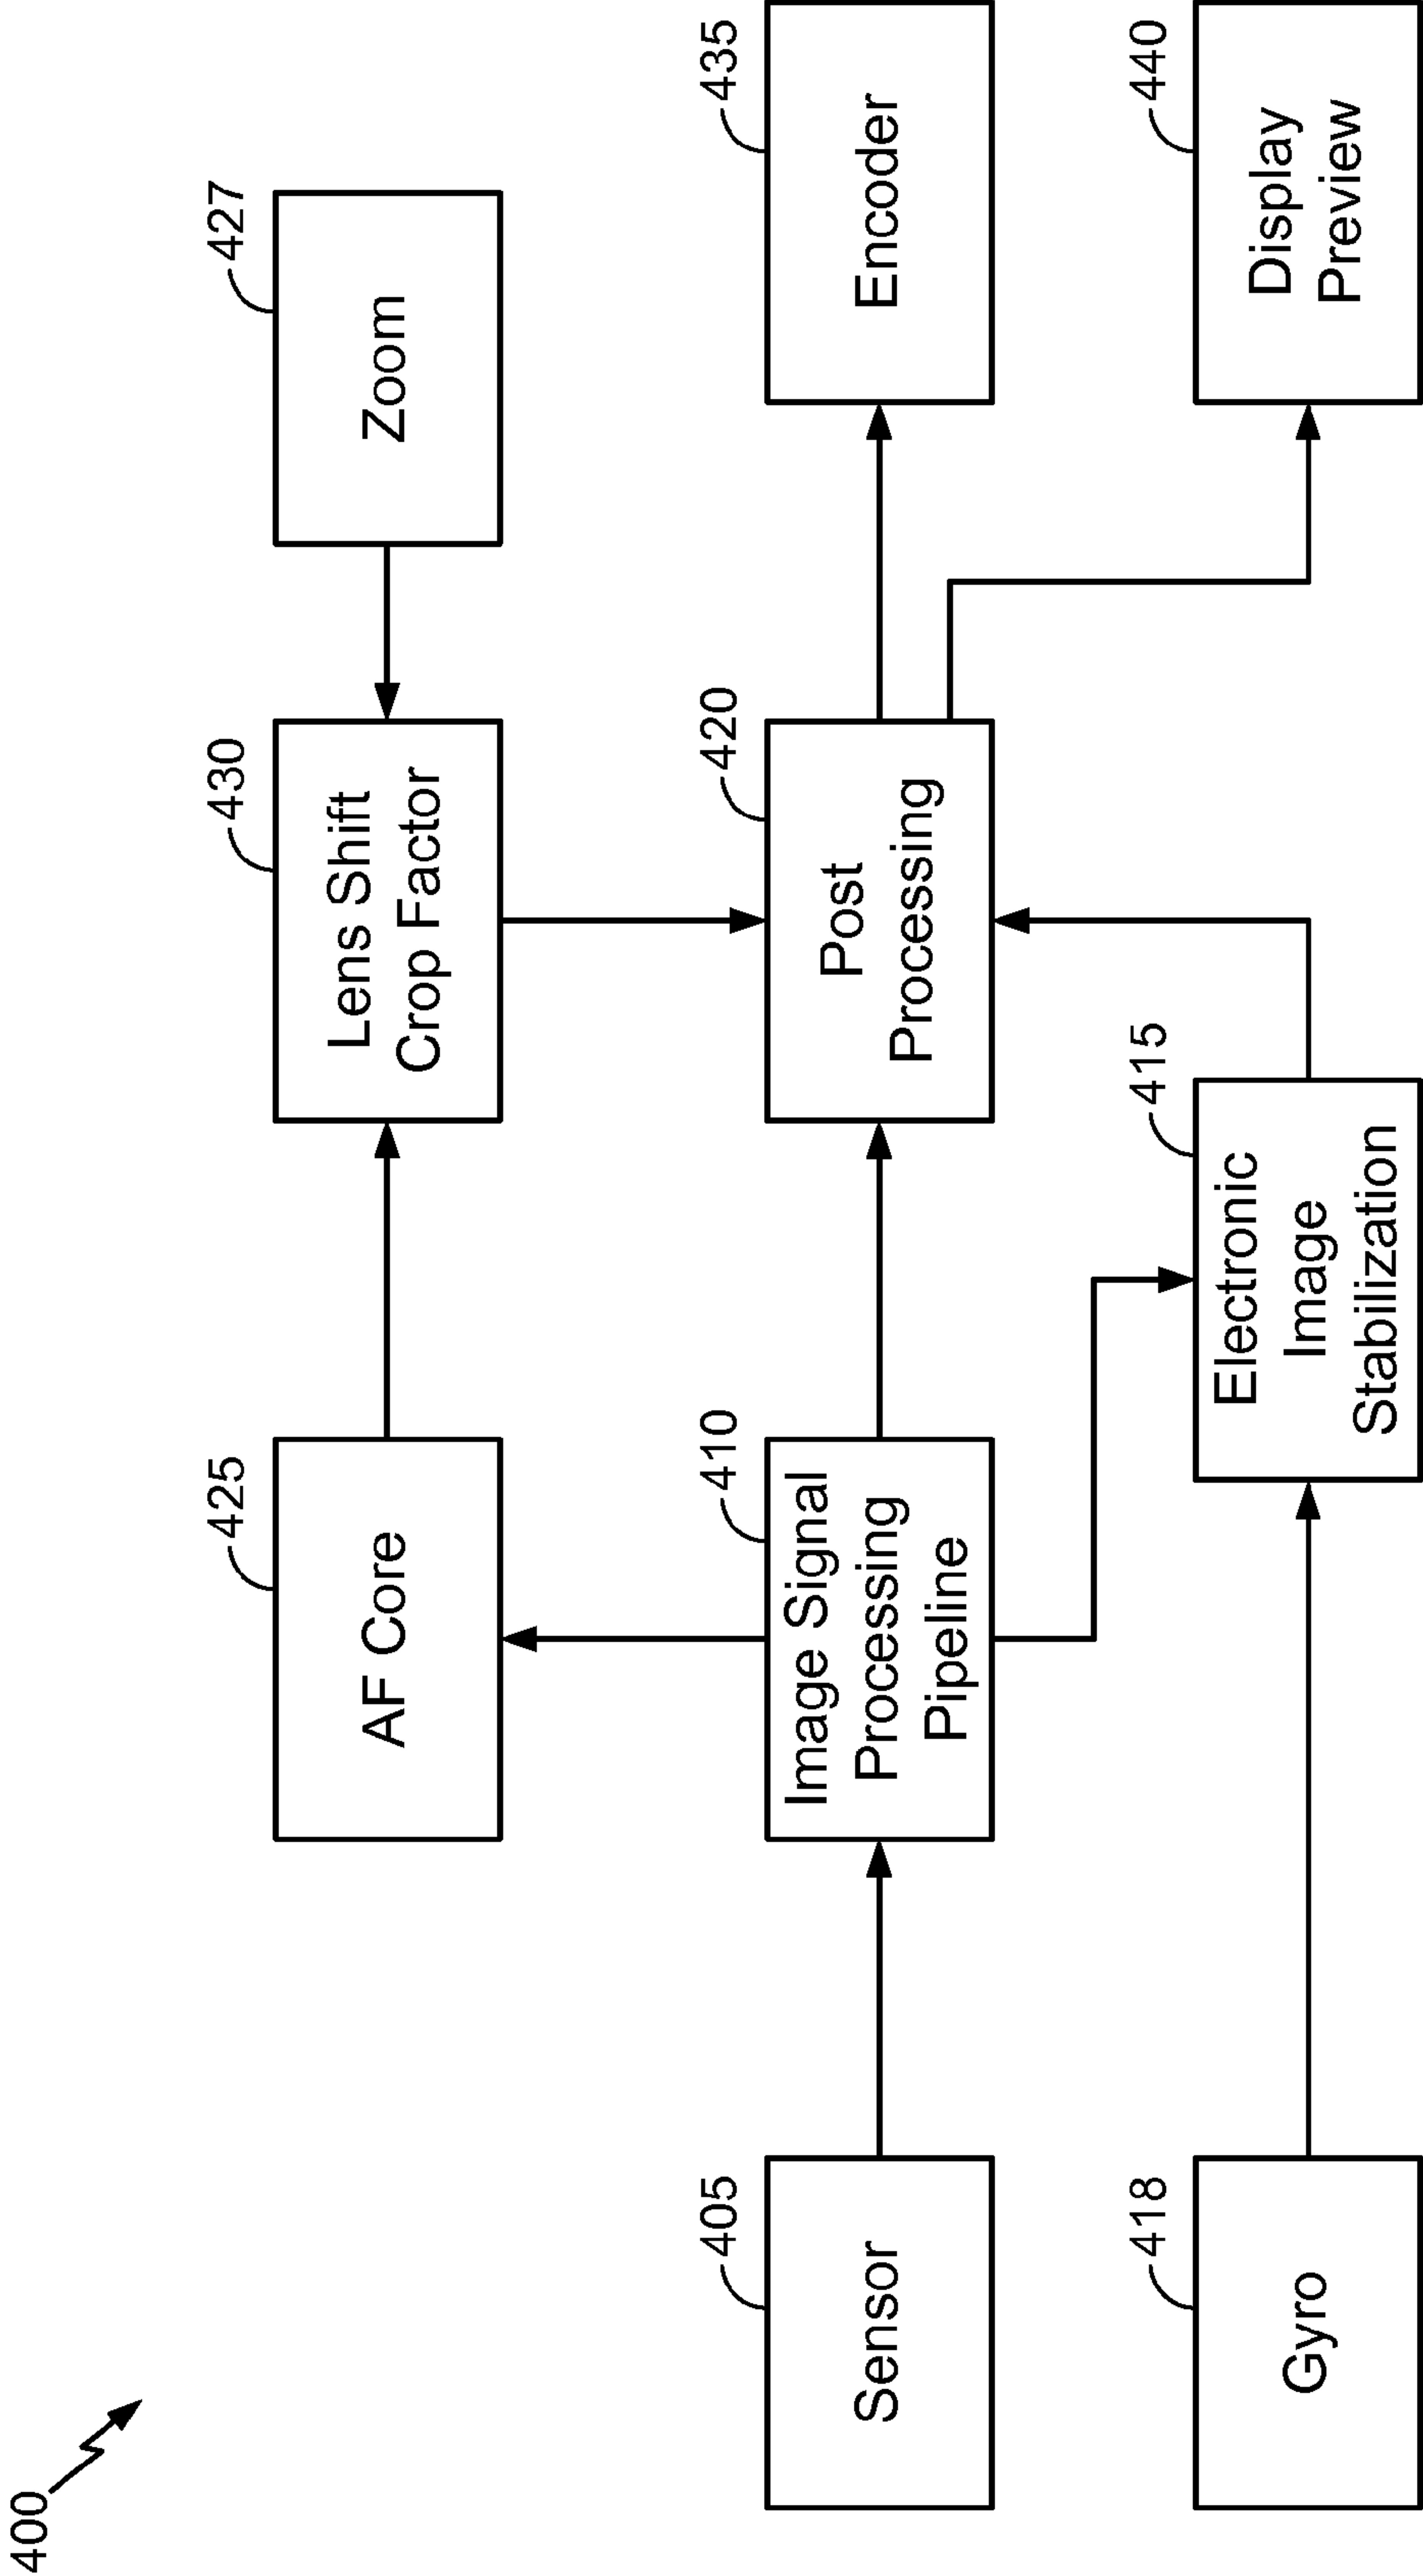 400
425
AF Core
430
Lens Shift
Crop Factor
427
Zoom
405
Sensor
410
Image Signal
Processing
Pipeline
420
Post
Processing
435
Encoder
418
Gyro
415
Electronic
Image
Stabilization
440
Display
Preview